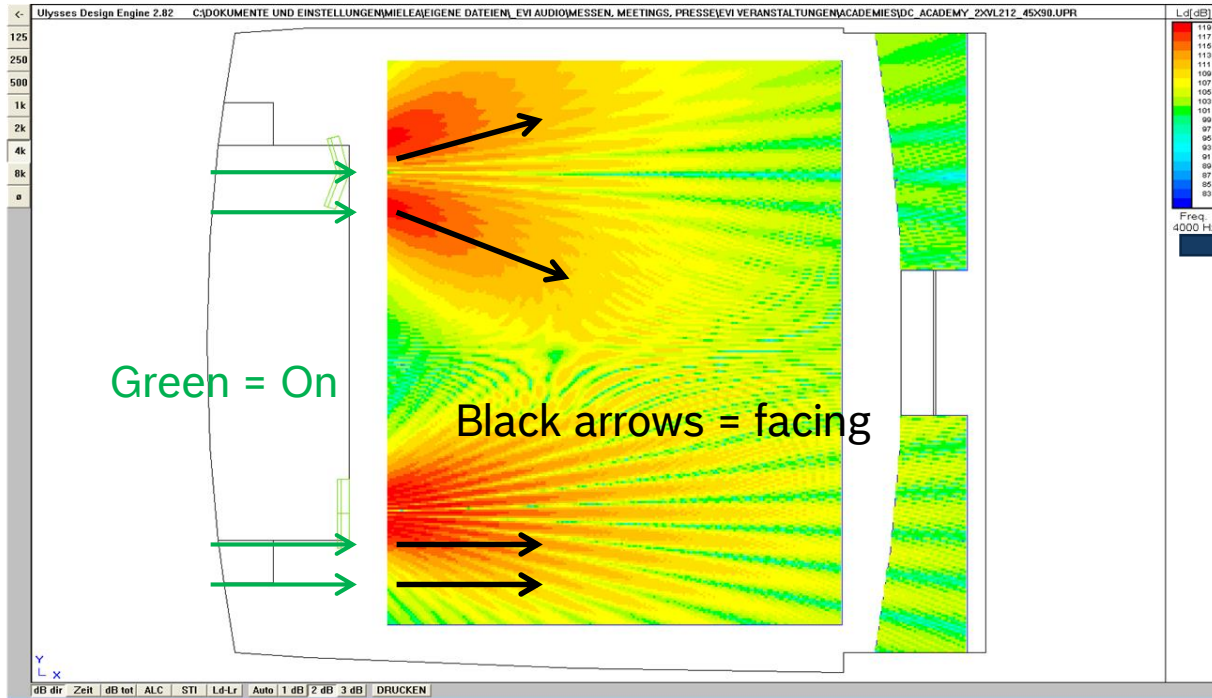 Ulysses Design Engine 2.82 C:\DOKUMENTE UND EINSTELLUNGEN\MIELEA\EIGENE DATEIEN\_EVI AUDIO\MESSEN, MEETINGS, PRESSE\EVI VERANSTALTUNGEN\ACADEMIES\DC_ACADEMY_2XVL212_45X90.UPR
Ld[dB]
<-
125
250
500
1k
2k
4k
8k
ø
119
117
115
113
111
109
107
105
103
101
99
97
95
93
91
89
87
85
83
Freq.
4000 Hz
Green = On
Black arrows = facing
Y
X
dB dir Zeit dB tot ALC STI Ld-Lr Auto 1 dB 2 dB 3 dB DRUCKEN